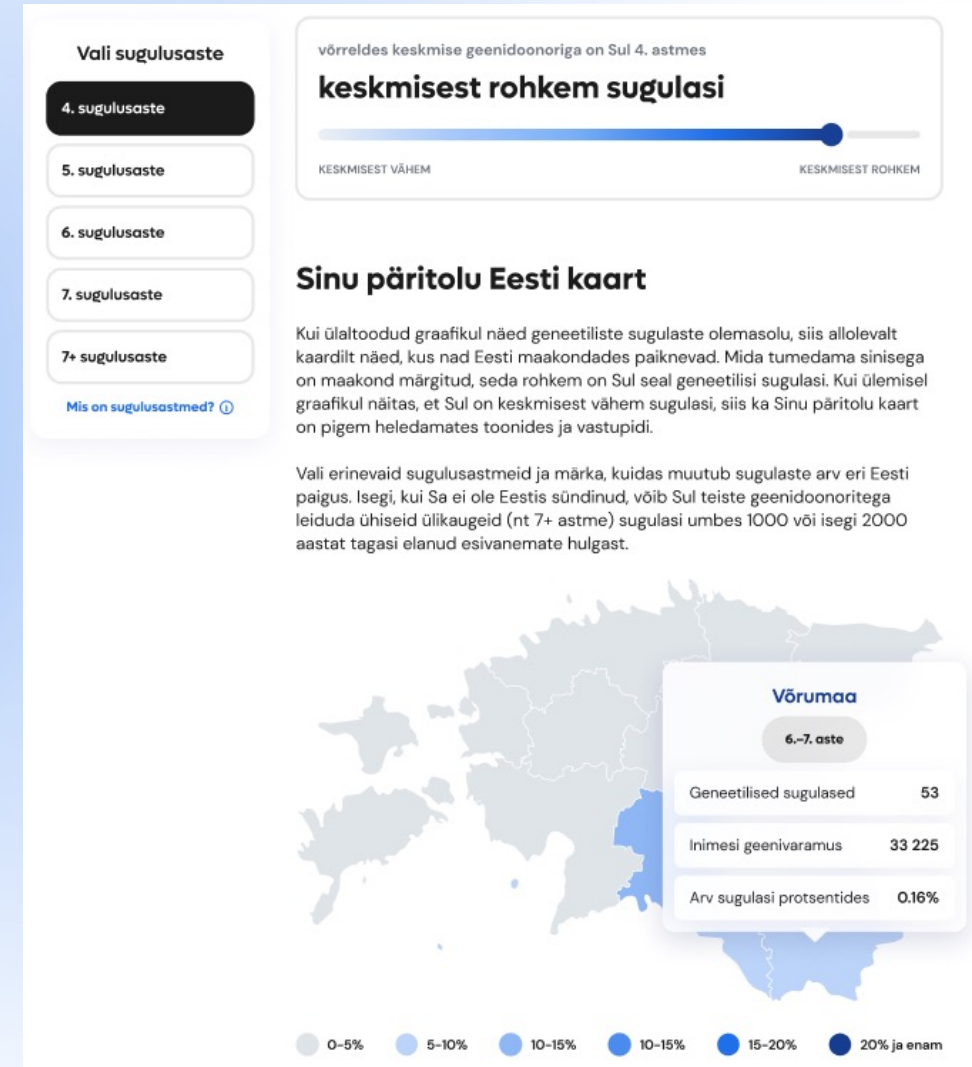 Vali sugulusaste
4. sugulusaste
5. sugulusaste
6. sugulusaste
7. sugulusaste
7+ sugulusaste
Mis on sugulusastmed?
võrreldes keskmise geenidoonoriga on Sul 4. astmes
keskmisest rohkem sugulasi
KESKMISEST VÄHEM
KESKMISEST ROHKEM
Sinu päritolu Eesti kaart
Kui ülaltoodud graafikul näed geneetiliste sugulaste olemasolu, siis allolevalt
kaardilt näed, kus nad Eesti maakondades paiknevad. Mida tumedama sinisega
on maakond märgitud, seda rohkem on Sul seal geneetilisi sugulasi. Kui ülemisel
graafikul näitas, et Sul on keskmisest vähem sugulasi, siis ka Sinu päritolu kaart
on pigem heledamates toonides ja vastupidi.
Vali erinevaid sugulusastmeid ja märka, kuidas muutub sugulaste arv eri Eesti
paigus. Isegi, kui Sa ei ole Eestis sündinud, võib Sul teiste geenidoonoritega
leiduda ühiseid ülikaugeid (nt 7+ astme) sugulasi umbes 1000 või isegi 2000
aastat tagasi elanud esivanemate hulgast.
Võrumaa
6.–7. aste
Geneetilised sugulased 53
Inimesi geenivaramus 33 225
Arv sugulasi protsentides 0.16%
0-5% 5-10% 10-15% 10-15% 15-20% 20% ja enam